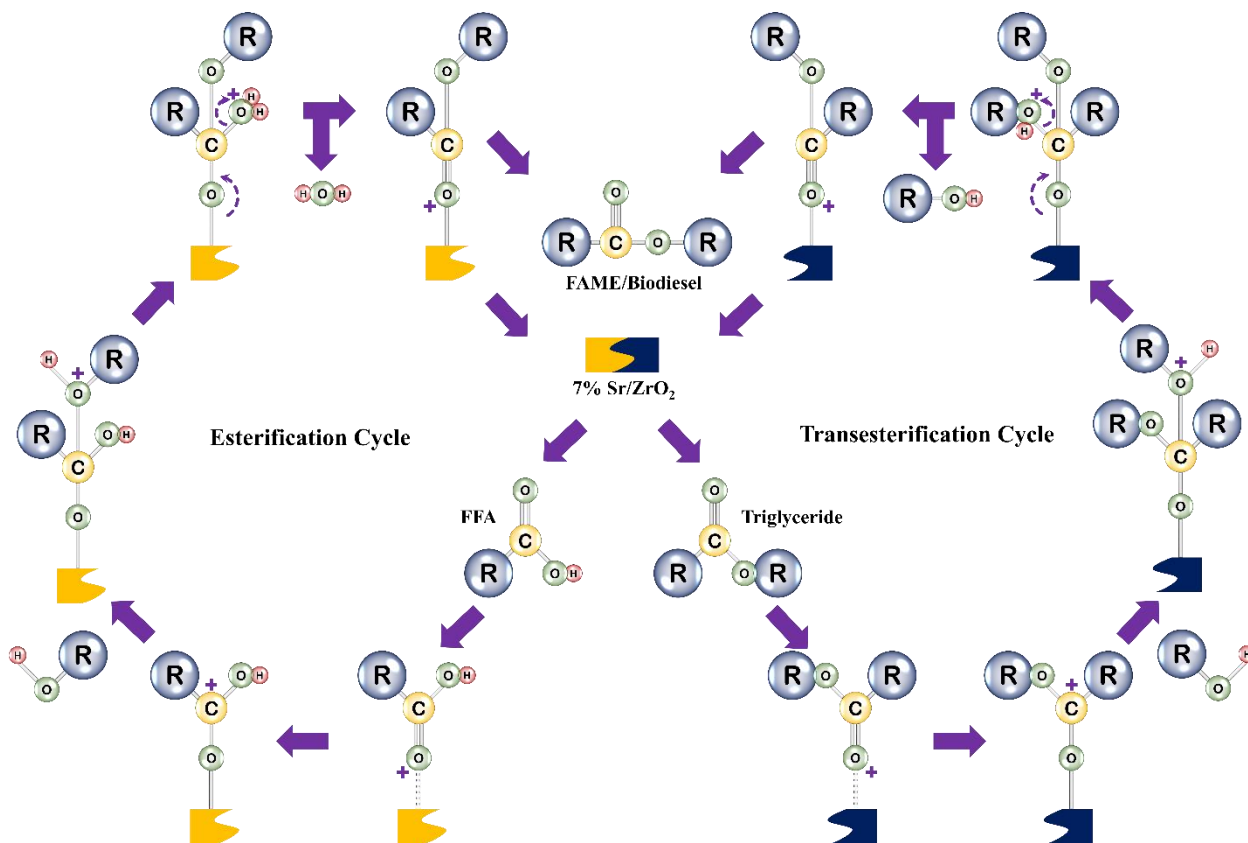 R
O
+ H
R O H
C
O
H O H
R
O
R
C
O
+
R
O
R
C
O
+
R
O
+
R O R
H
C
O
R O H
O
R C O R
FAME/Biodiesel
7% Sr/ZrO2
Esterification Cycle
Transesterification Cycle
H
+ R
O
R O H
C
O
R H
+
O
R O R
C
O
FFA
O
C
R O H
Triglyceride
O
C
R O R
H R
O
R O H
+
C
O
R O H
C
O
+
R O R
C
O
+
R O R
+
C
O
R H
O